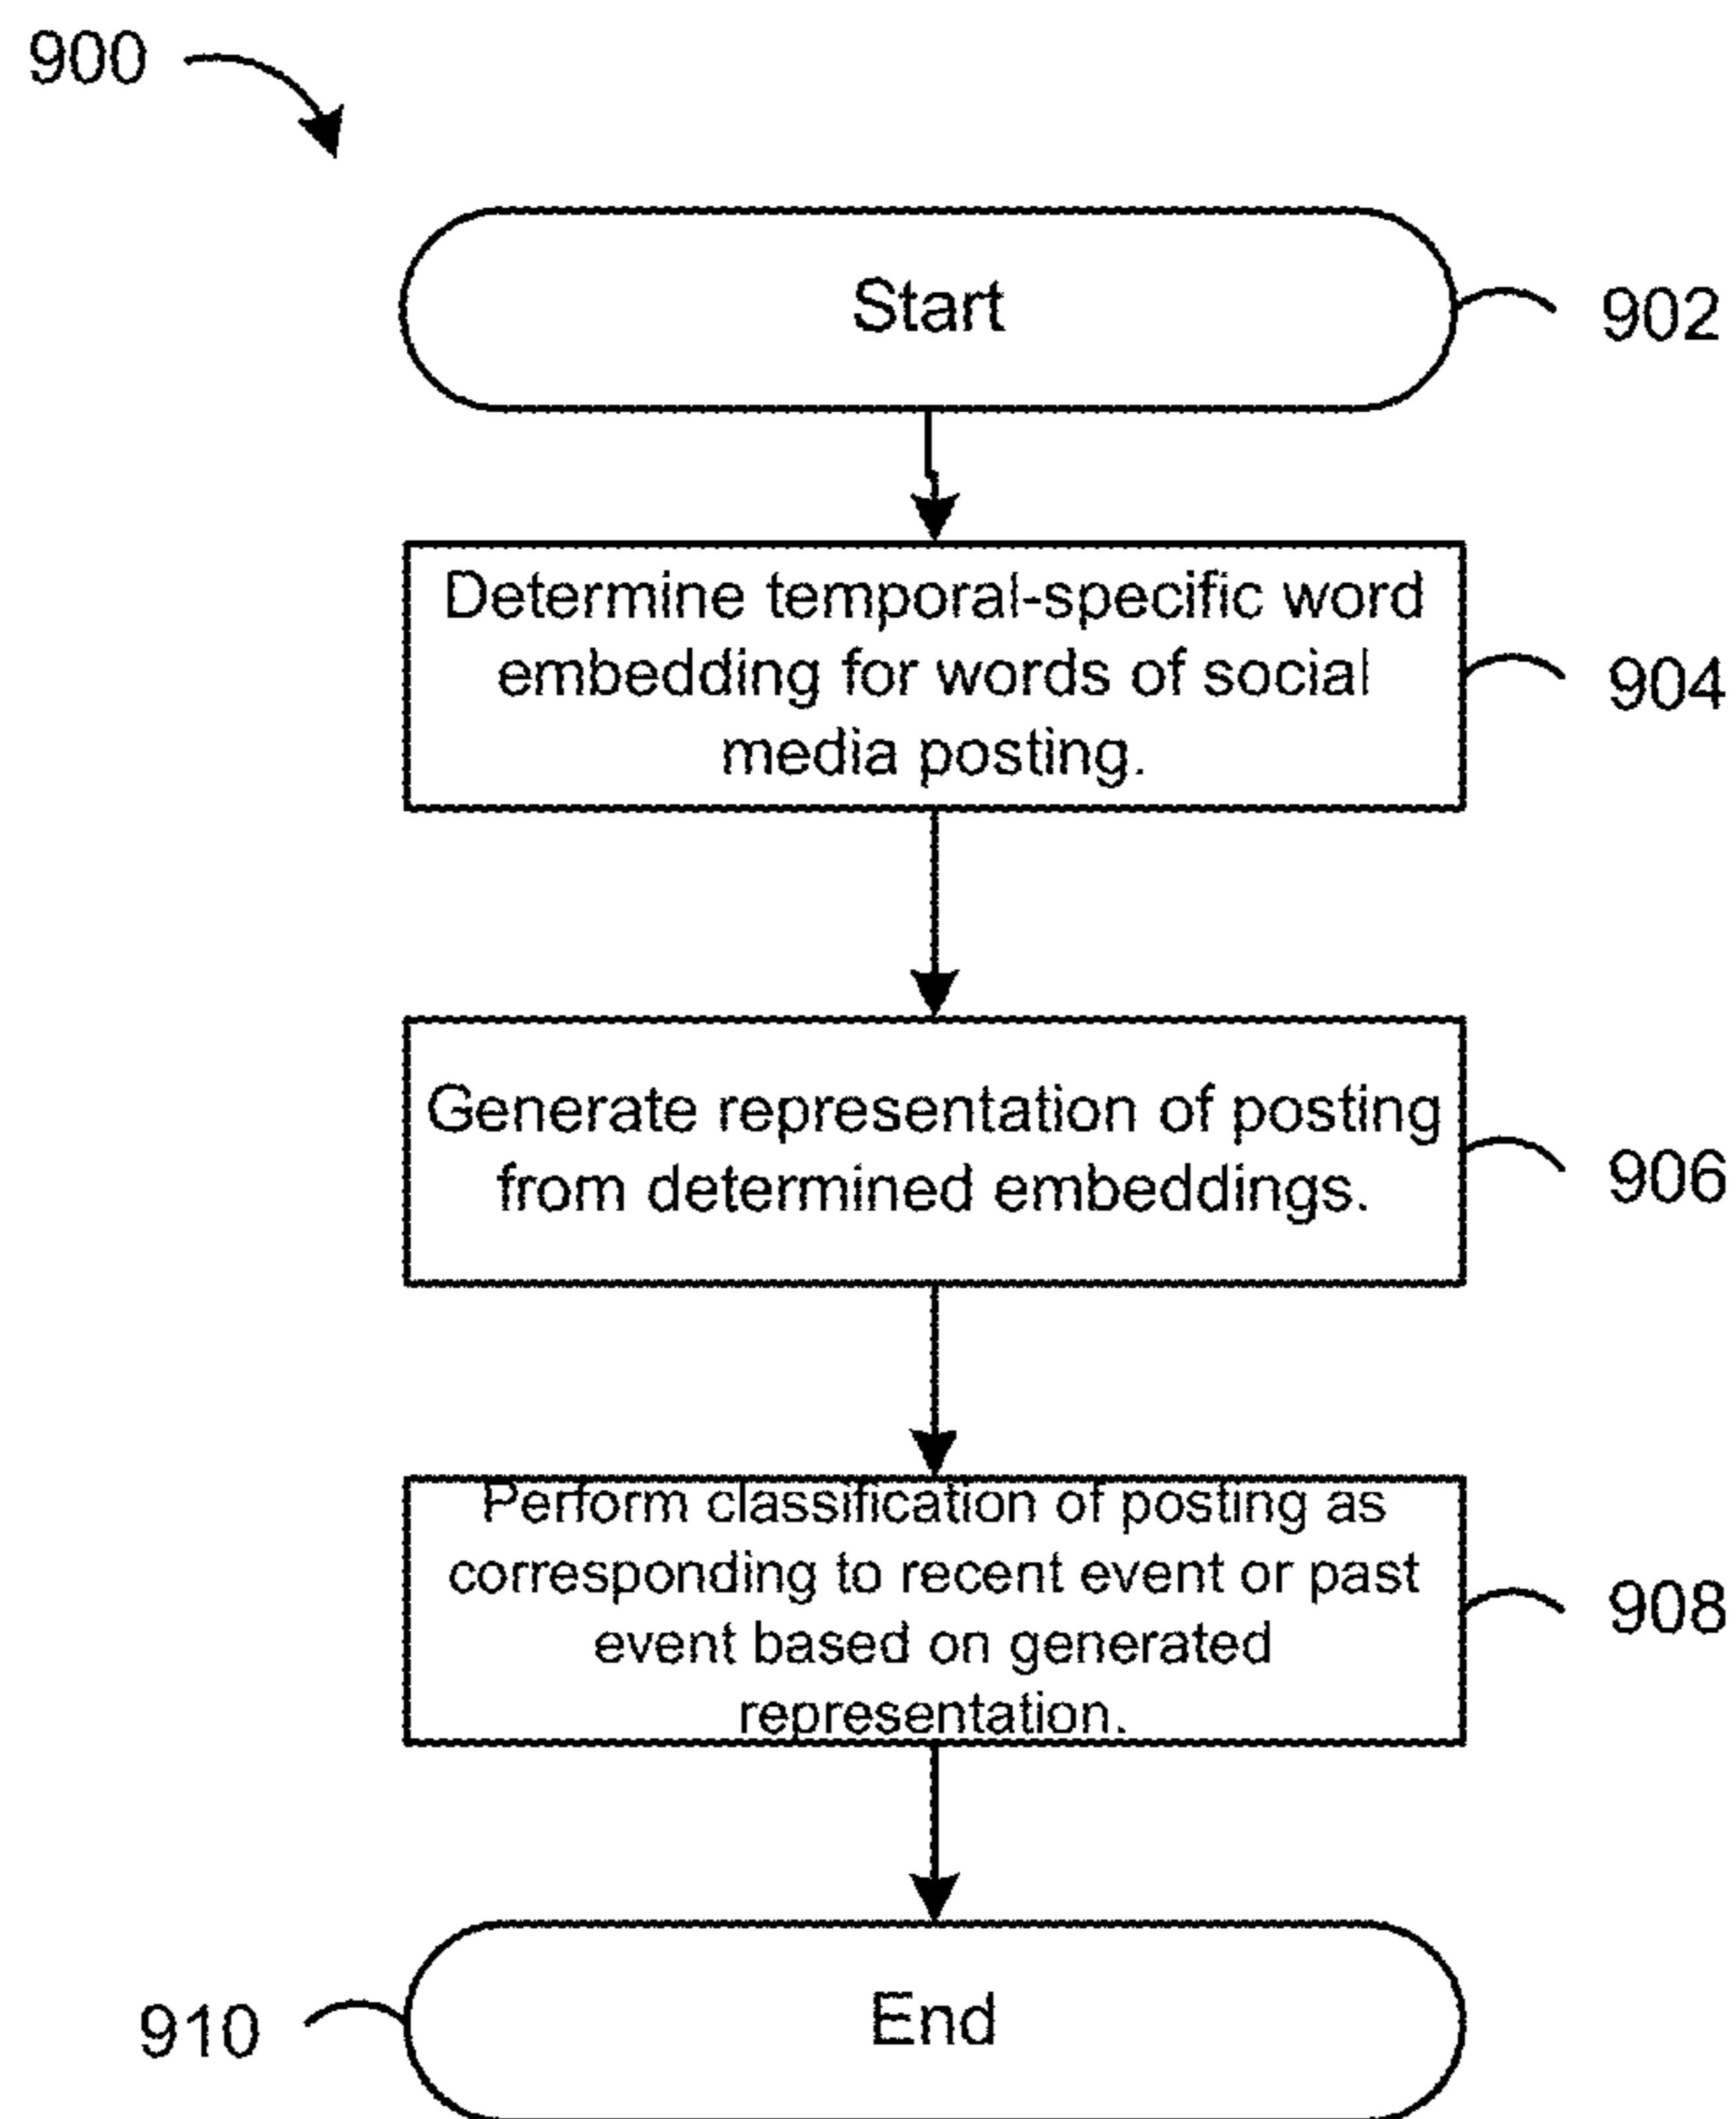 900
Start
902
Determine temporal-specific word
embedding for words of social
media posting.
904
Generate representation of posting
from determined embeddings.
906
Perform classification of posting as
corresponding to recent event or past
event based on generated
representation.
908
End
910